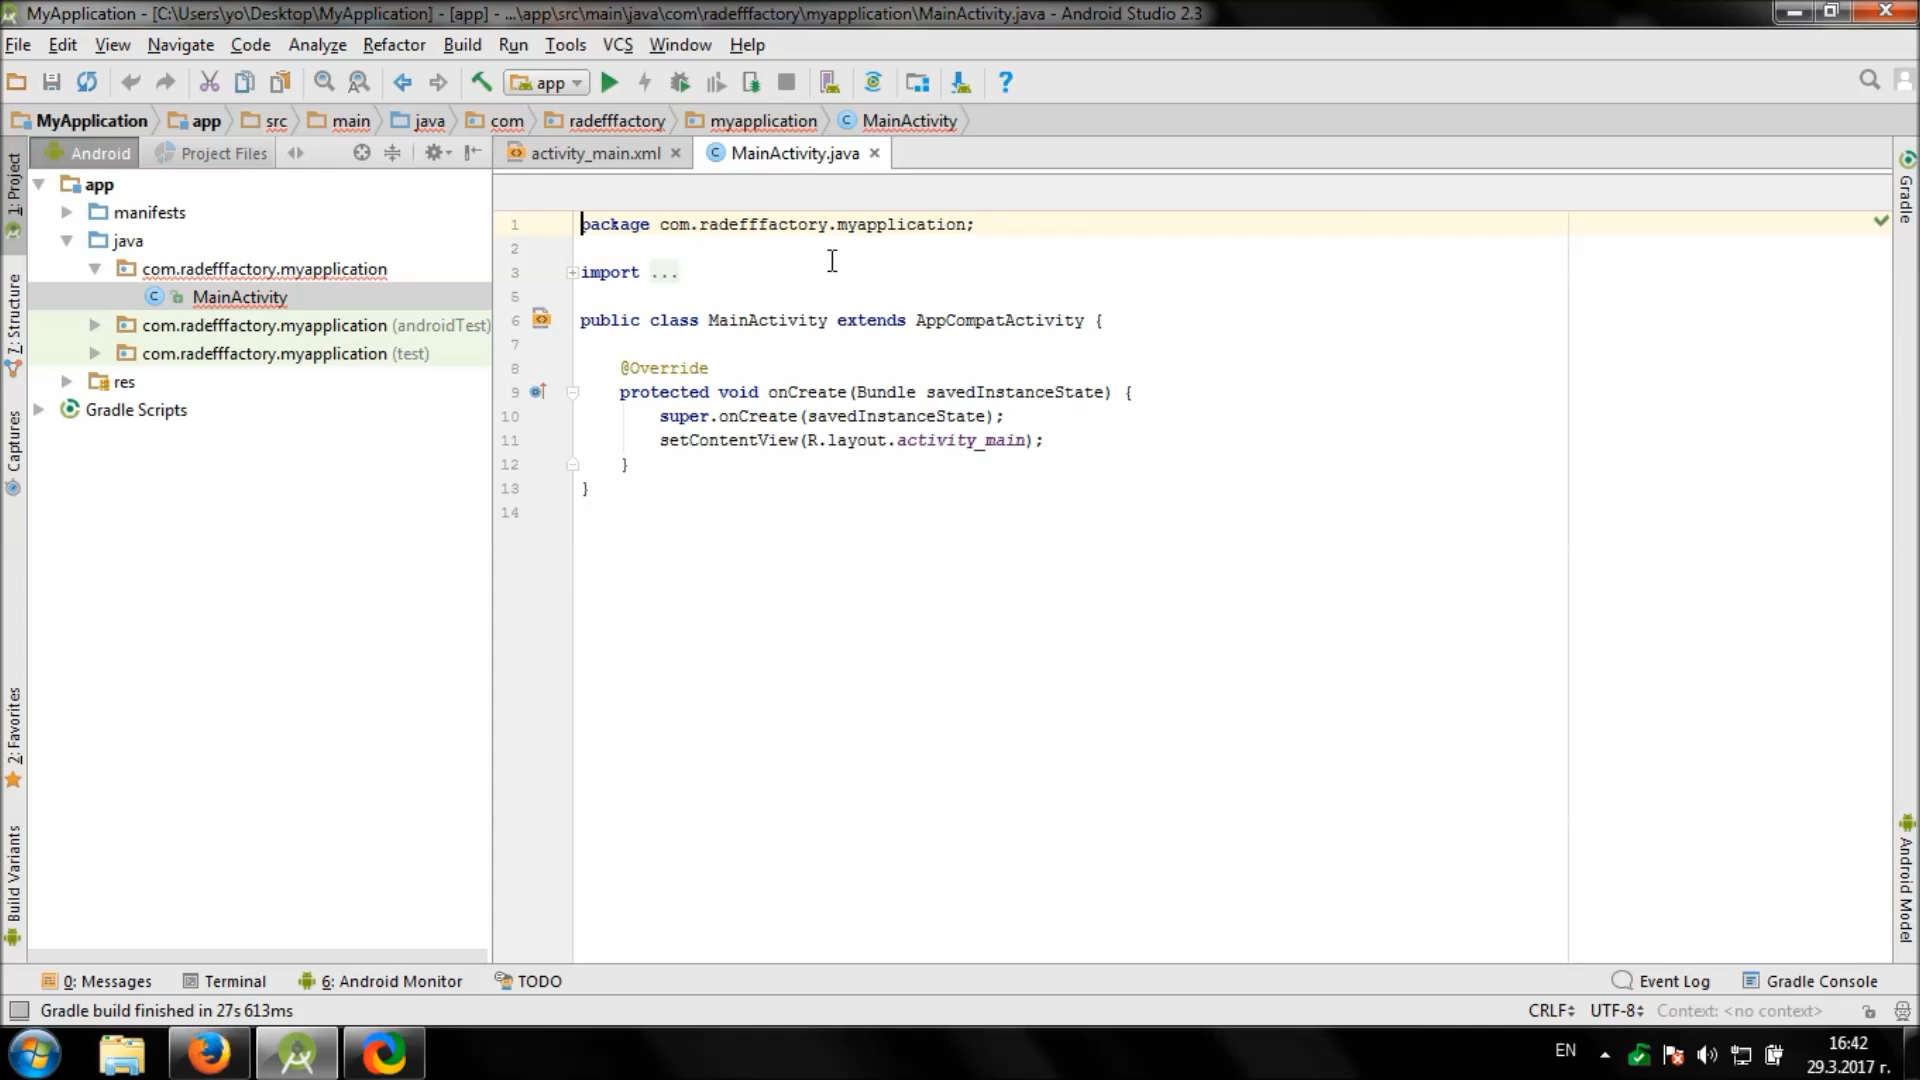 MyApplication - [C:\Users\yo\Desktop\MyApplication] - [app] - ...\app\src\main\java\com\radefffactory\myapplication\MainActivity.java - Android Studio 2.3
File Edit View Navigate Code Analyze Refactor Build Run Tools VCS Window Help
app
MyApplication app src main java com radefffactory myapplication MainActivity
1: Project
7: Structure
Captures
2: Favorites
Build Variants
Android Project Files
app
manifests
java
com.radefffactory.myapplication
MainActivity
com.radefffactory.myapplication (androidTest)
com.radefffactory.myapplication (test)
res
Gradle Scripts
activity_main.xml MainActivity.java
1 package com.radefffactory.myapplication;
2
3 import ...
5
6 public class MainActivity extends AppCompatActivity {
7
8 @Override
9 protected void onCreate(Bundle savedInstanceState) {
10 super.onCreate(savedInstanceState);
11 setContentView(R.layout.activity_main);
12 }
13 }
14
Gradle
Android Model
0: Messages Terminal 6: Android Monitor TODO Event Log Gradle Console
Gradle build finished in 27s 613ms CRLF UTF-8 Context: <no context>
EN 16:42
29.3.2017 г.